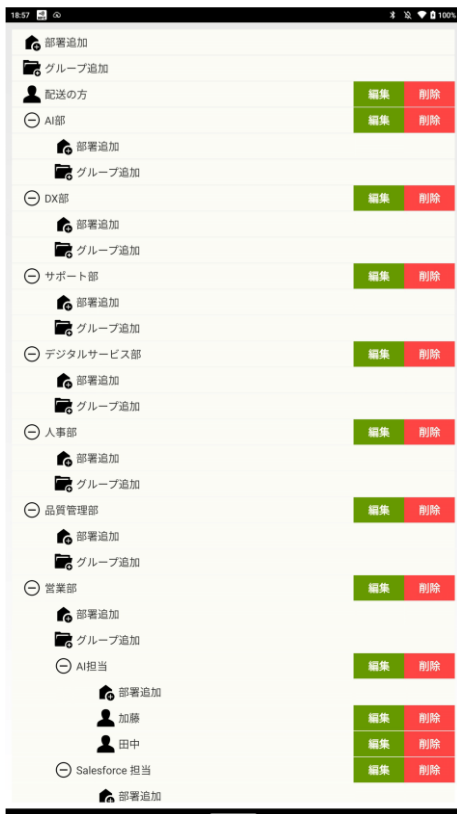 18:57 100%
部署追加
グループ追加
配送の方 編集 削除
AI部 編集 削除
部署追加
グループ追加
DX部 編集 削除
部署追加
グループ追加
サポート部 編集 削除
部署追加
グループ追加
デジタルサービス部 編集 削除
部署追加
グループ追加
人事部 編集 削除
部署追加
グループ追加
品質管理部 編集 削除
部署追加
グループ追加
営業部 編集 削除
部署追加
グループ追加
AI担当 編集 削除
部署追加
加藤 編集 削除
田中 編集 削除
Salesforce 担当 編集 削除
部署追加